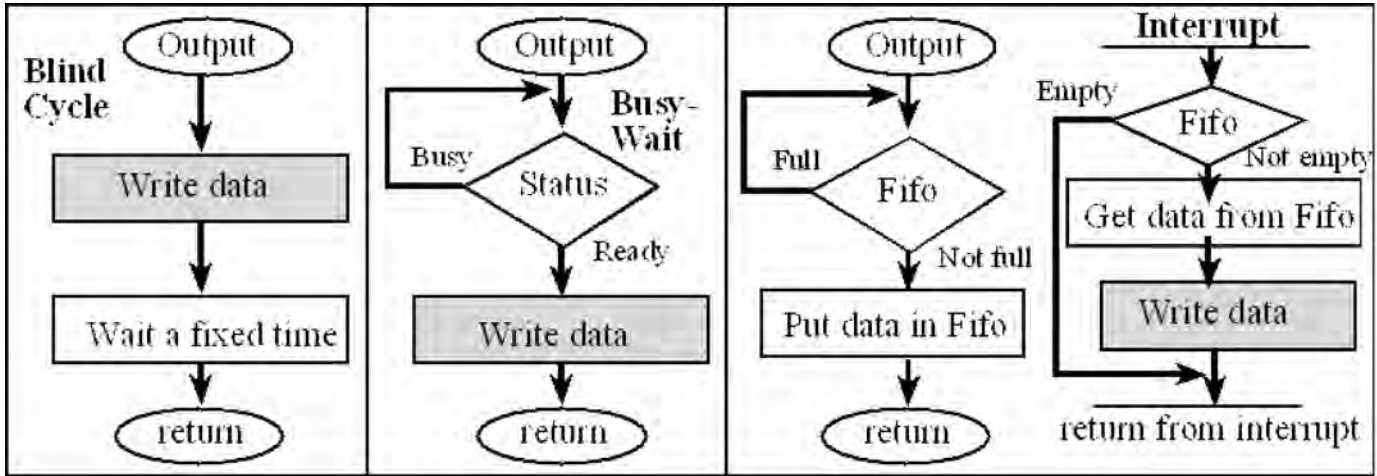 Output
Blind
Cycle
Write data
Wait a fixed time
return
Output
Busy-
Wait
Busy
Status
Ready
Write data
return
Output
Full
Fifo
Not full
Put data in Fifo
return
Interrupt
Empty
Fifo
Not empty
Get data from Fifo
Write data
return from interrupt